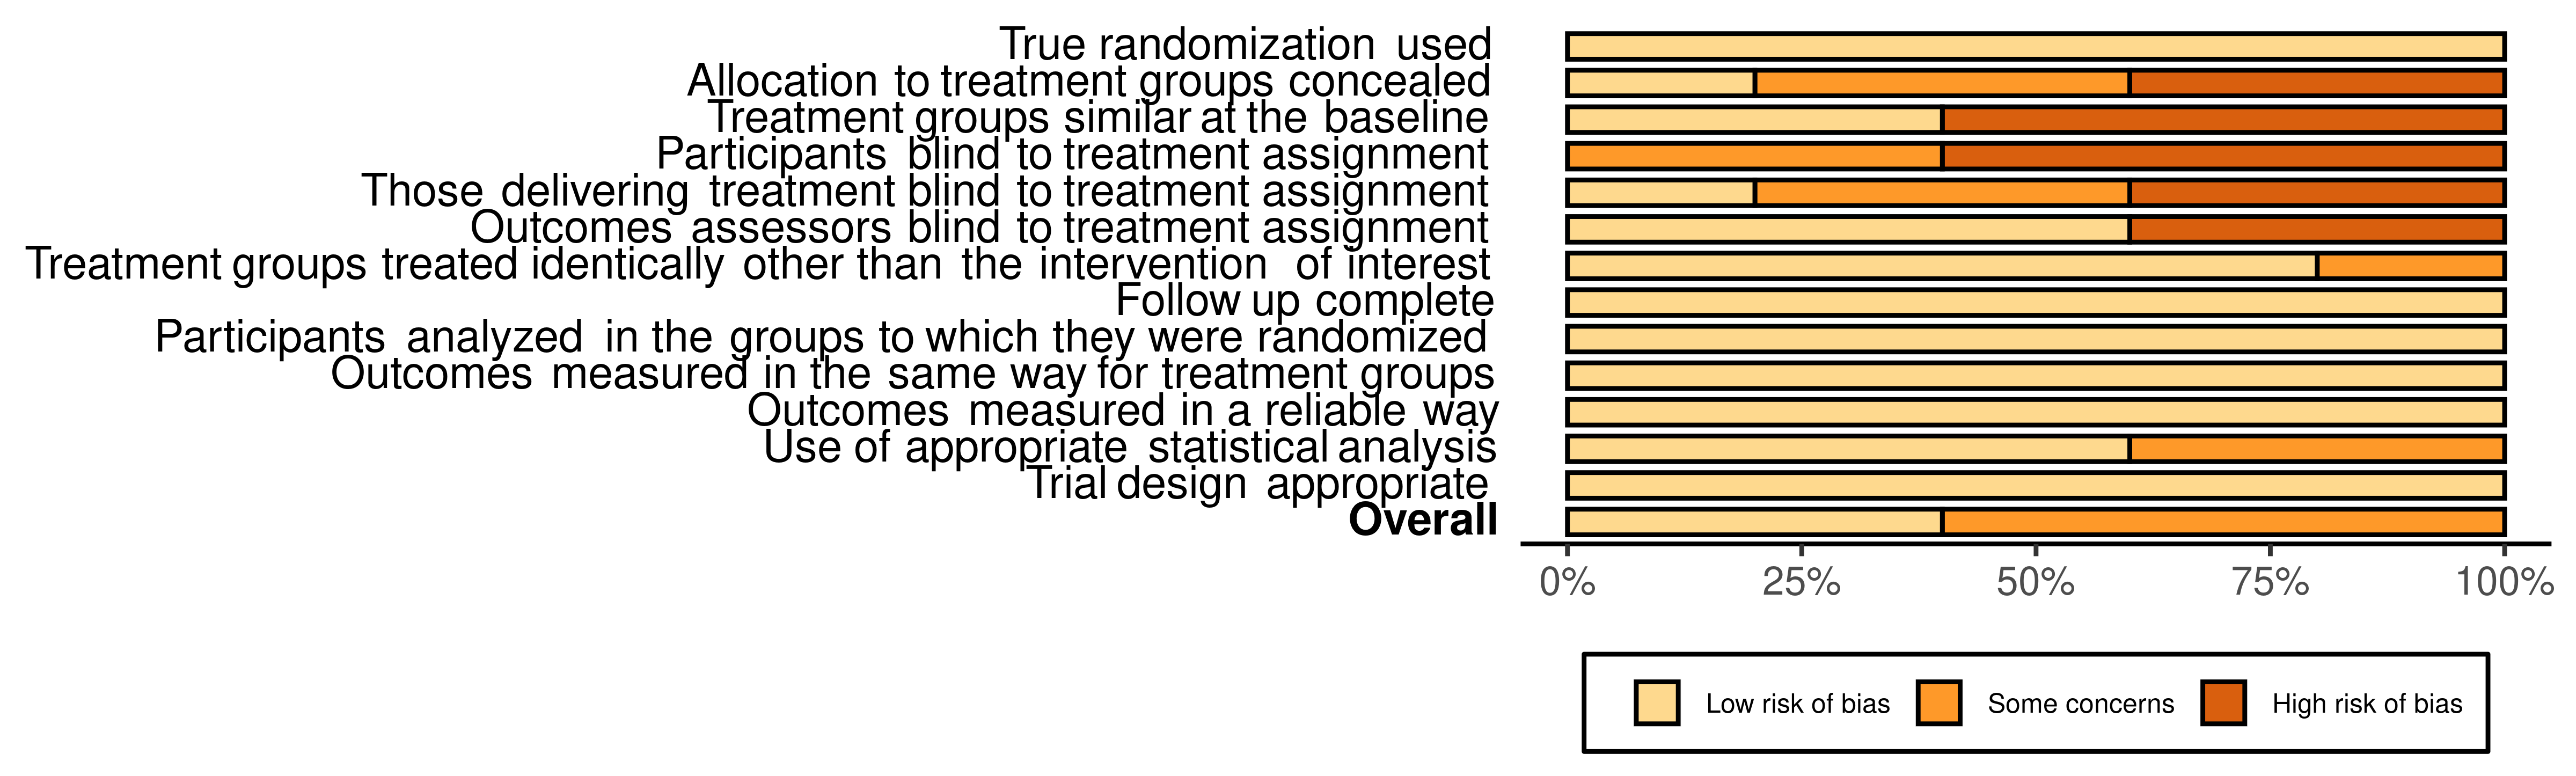 True randomization used
Allocation to treatment groups concealed
Treatment groups similar at the baseline
Participants blind to treatment assignment
Those delivering treatment blind to treatment assignment
Outcomes assessors blind to treatment assignment
Treatment groups treated identically other than the intervention of interest
Follow up complete
Participants analyzed in the groups to which they were randomized
Outcomes measured in the same way for treatment groups
Outcomes measured in a reliable way
Use of appropriate statistical analysis
Trial design appropriate
Overall
0% 25% 50% 75% 100%
Low risk of bias Some concerns High risk of bias